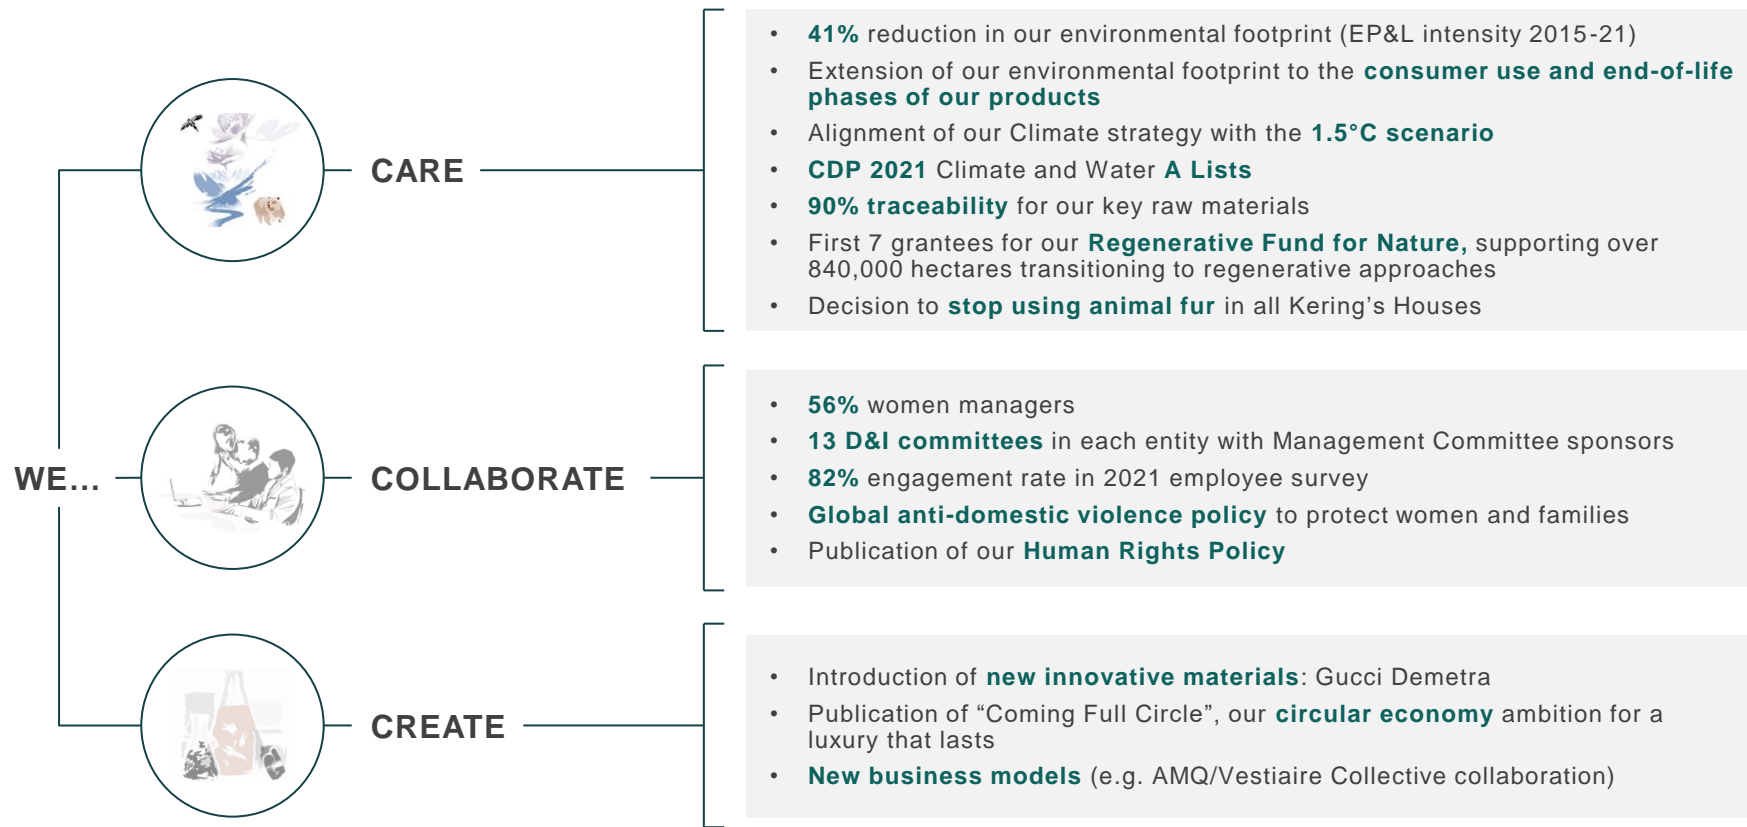 WE...
CARE
• 41% reduction in our environmental footprint (EP&L intensity 2015-21)
• Extension of our environmental footprint to the consumer use and end-of-life
phases of our products
• Alignment of our Climate strategy with the 1.5°C scenario
• CDP 2021 Climate and Water A Lists
• 90% traceability for our key raw materials
• First 7 grantees for our Regenerative Fund for Nature, supporting over
840,000 hectares transitioning to regenerative approaches
• Decision to stop using animal fur in all Kering’s Houses
COLLABORATE
• 56% women managers
• 13 D&I committees in each entity with Management Committee sponsors
• 82% engagement rate in 2021 employee survey
• Global anti-domestic violence policy to protect women and families
• Publication of our Human Rights Policy
CREATE
• Introduction of new innovative materials: Gucci Demetra
• Publication of “Coming Full Circle”, our circular economy ambition for a
luxury that lasts
• New business models (e.g. AMQ/Vestiaire Collective collaboration)